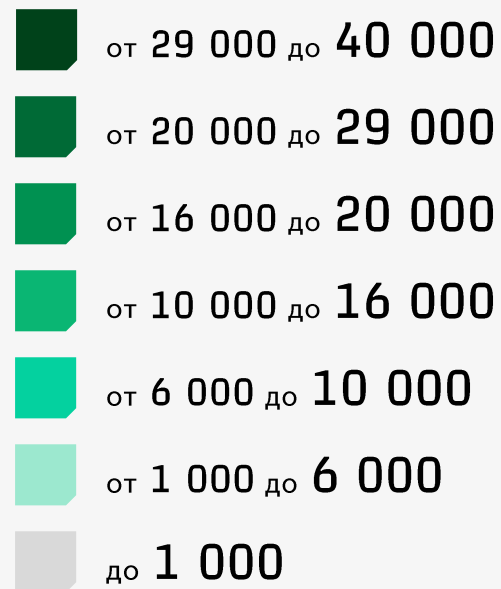 от 29 000 до 40 000
от 20 000 до 29 000
от 16 000 до 20 000
от 10 000 до 16 000
от 6 000 до 10 000
от 1 000 до 6 000
до 1 000